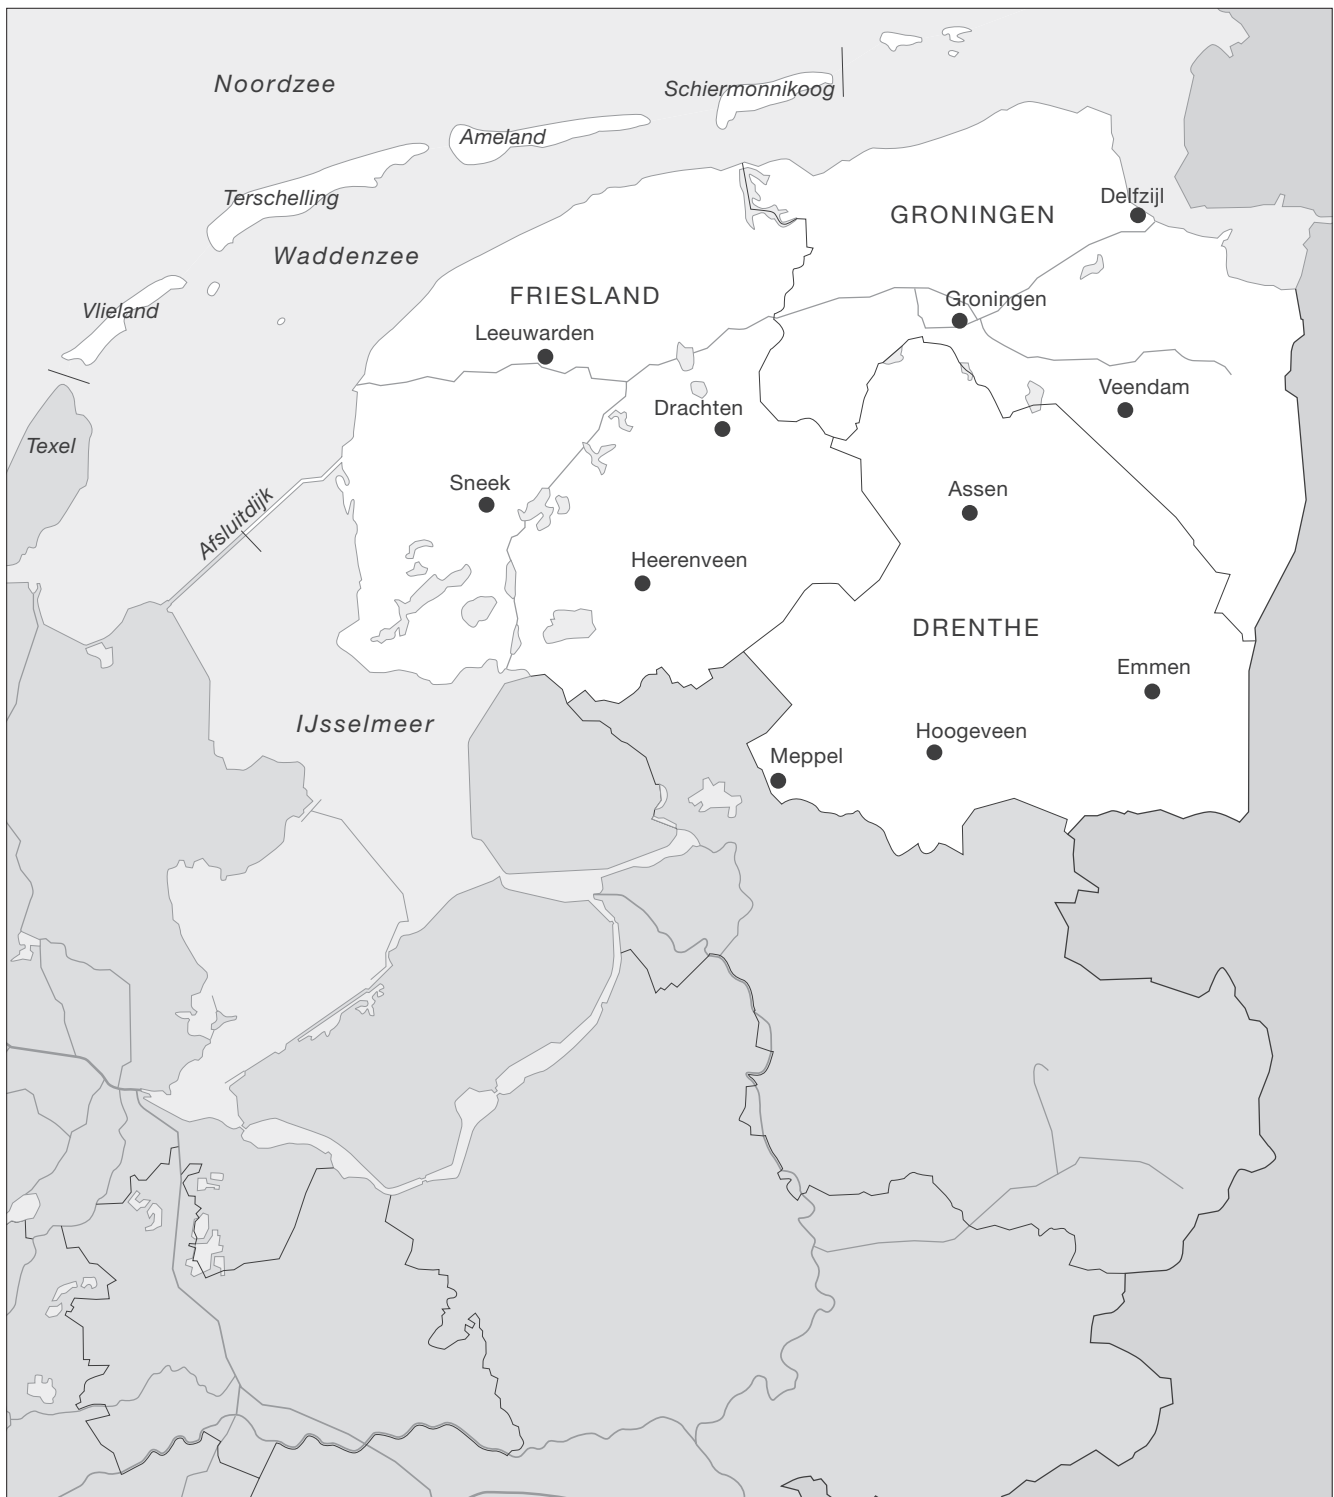 Noordzee
Schiermonnikoog
Ameland
Terschelling
Delfzijl
GRONINGEN
Waddenzee
FRIESLAND
Groningen
Vlieland
Leeuwarden
Veendam
Drachten
Texel
Sneek
Assen
Afsluitdijk
Heerenveen
DRENTHE
Emmen
IJsselmeer
Hoogeveen
Meppel